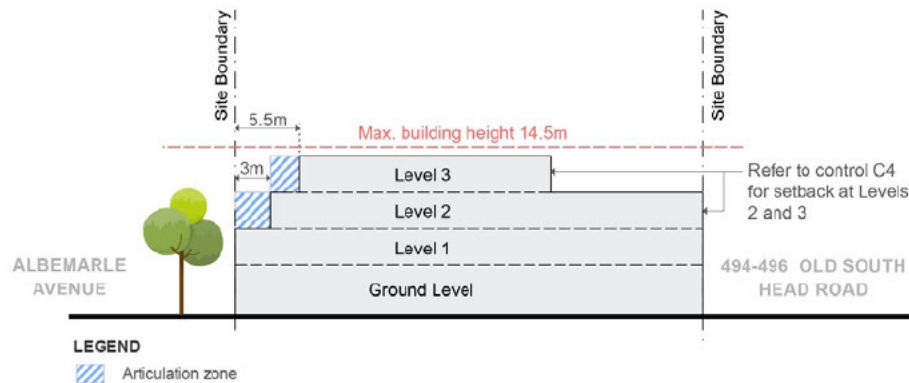 Site Boundary
Site Boundary
5.5m
Max. building height 14.5m
3m
Level 3
Refer to control C4
for setback at Levels
2 and 3
Level 2
Level 1
ALBEMARLE
AVENUE
494-496 OLD SOUTH
HEAD ROAD
Ground Level
LEGEND
Articulation zone